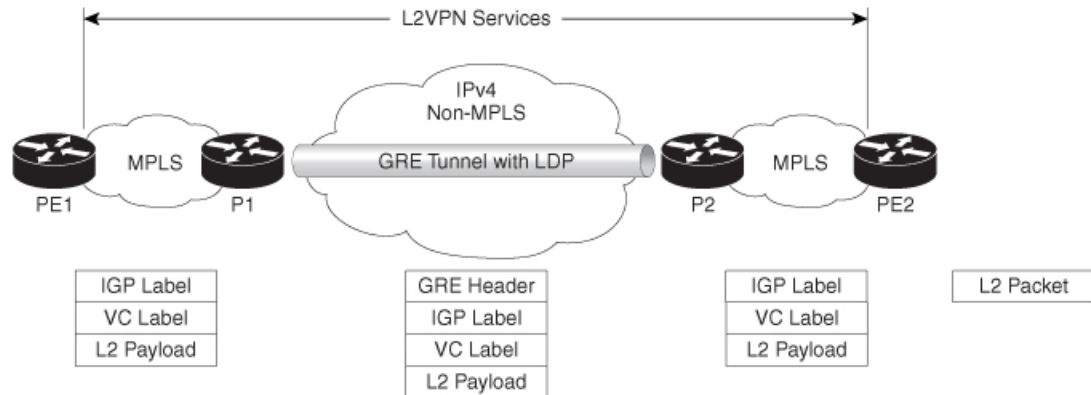 L2VPN Services
IPv4
Non-MPLS
MPLS
GRE Tunnel with LDP
MPLS
PE1
P1
P2
PE2
IGP Label
VC Label
L2 Payload
GRE Header
IGP Label
VC Label
L2 Payload
IGP Label
VC Label
L2 Payload
L2 Packet